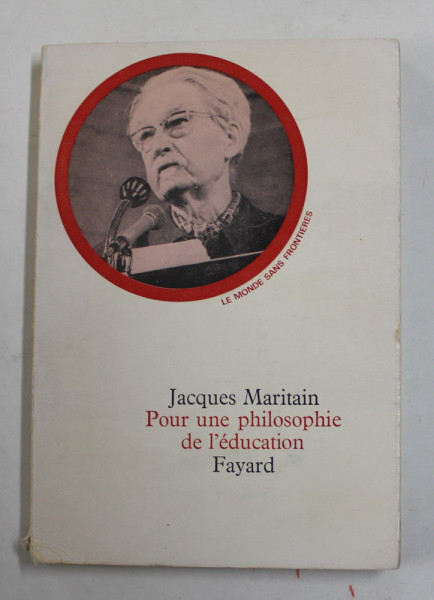 LE MONDE SANS FRONTIERES
Jacques Maritain
Pour une philosophie
de l'éducation
Fayard